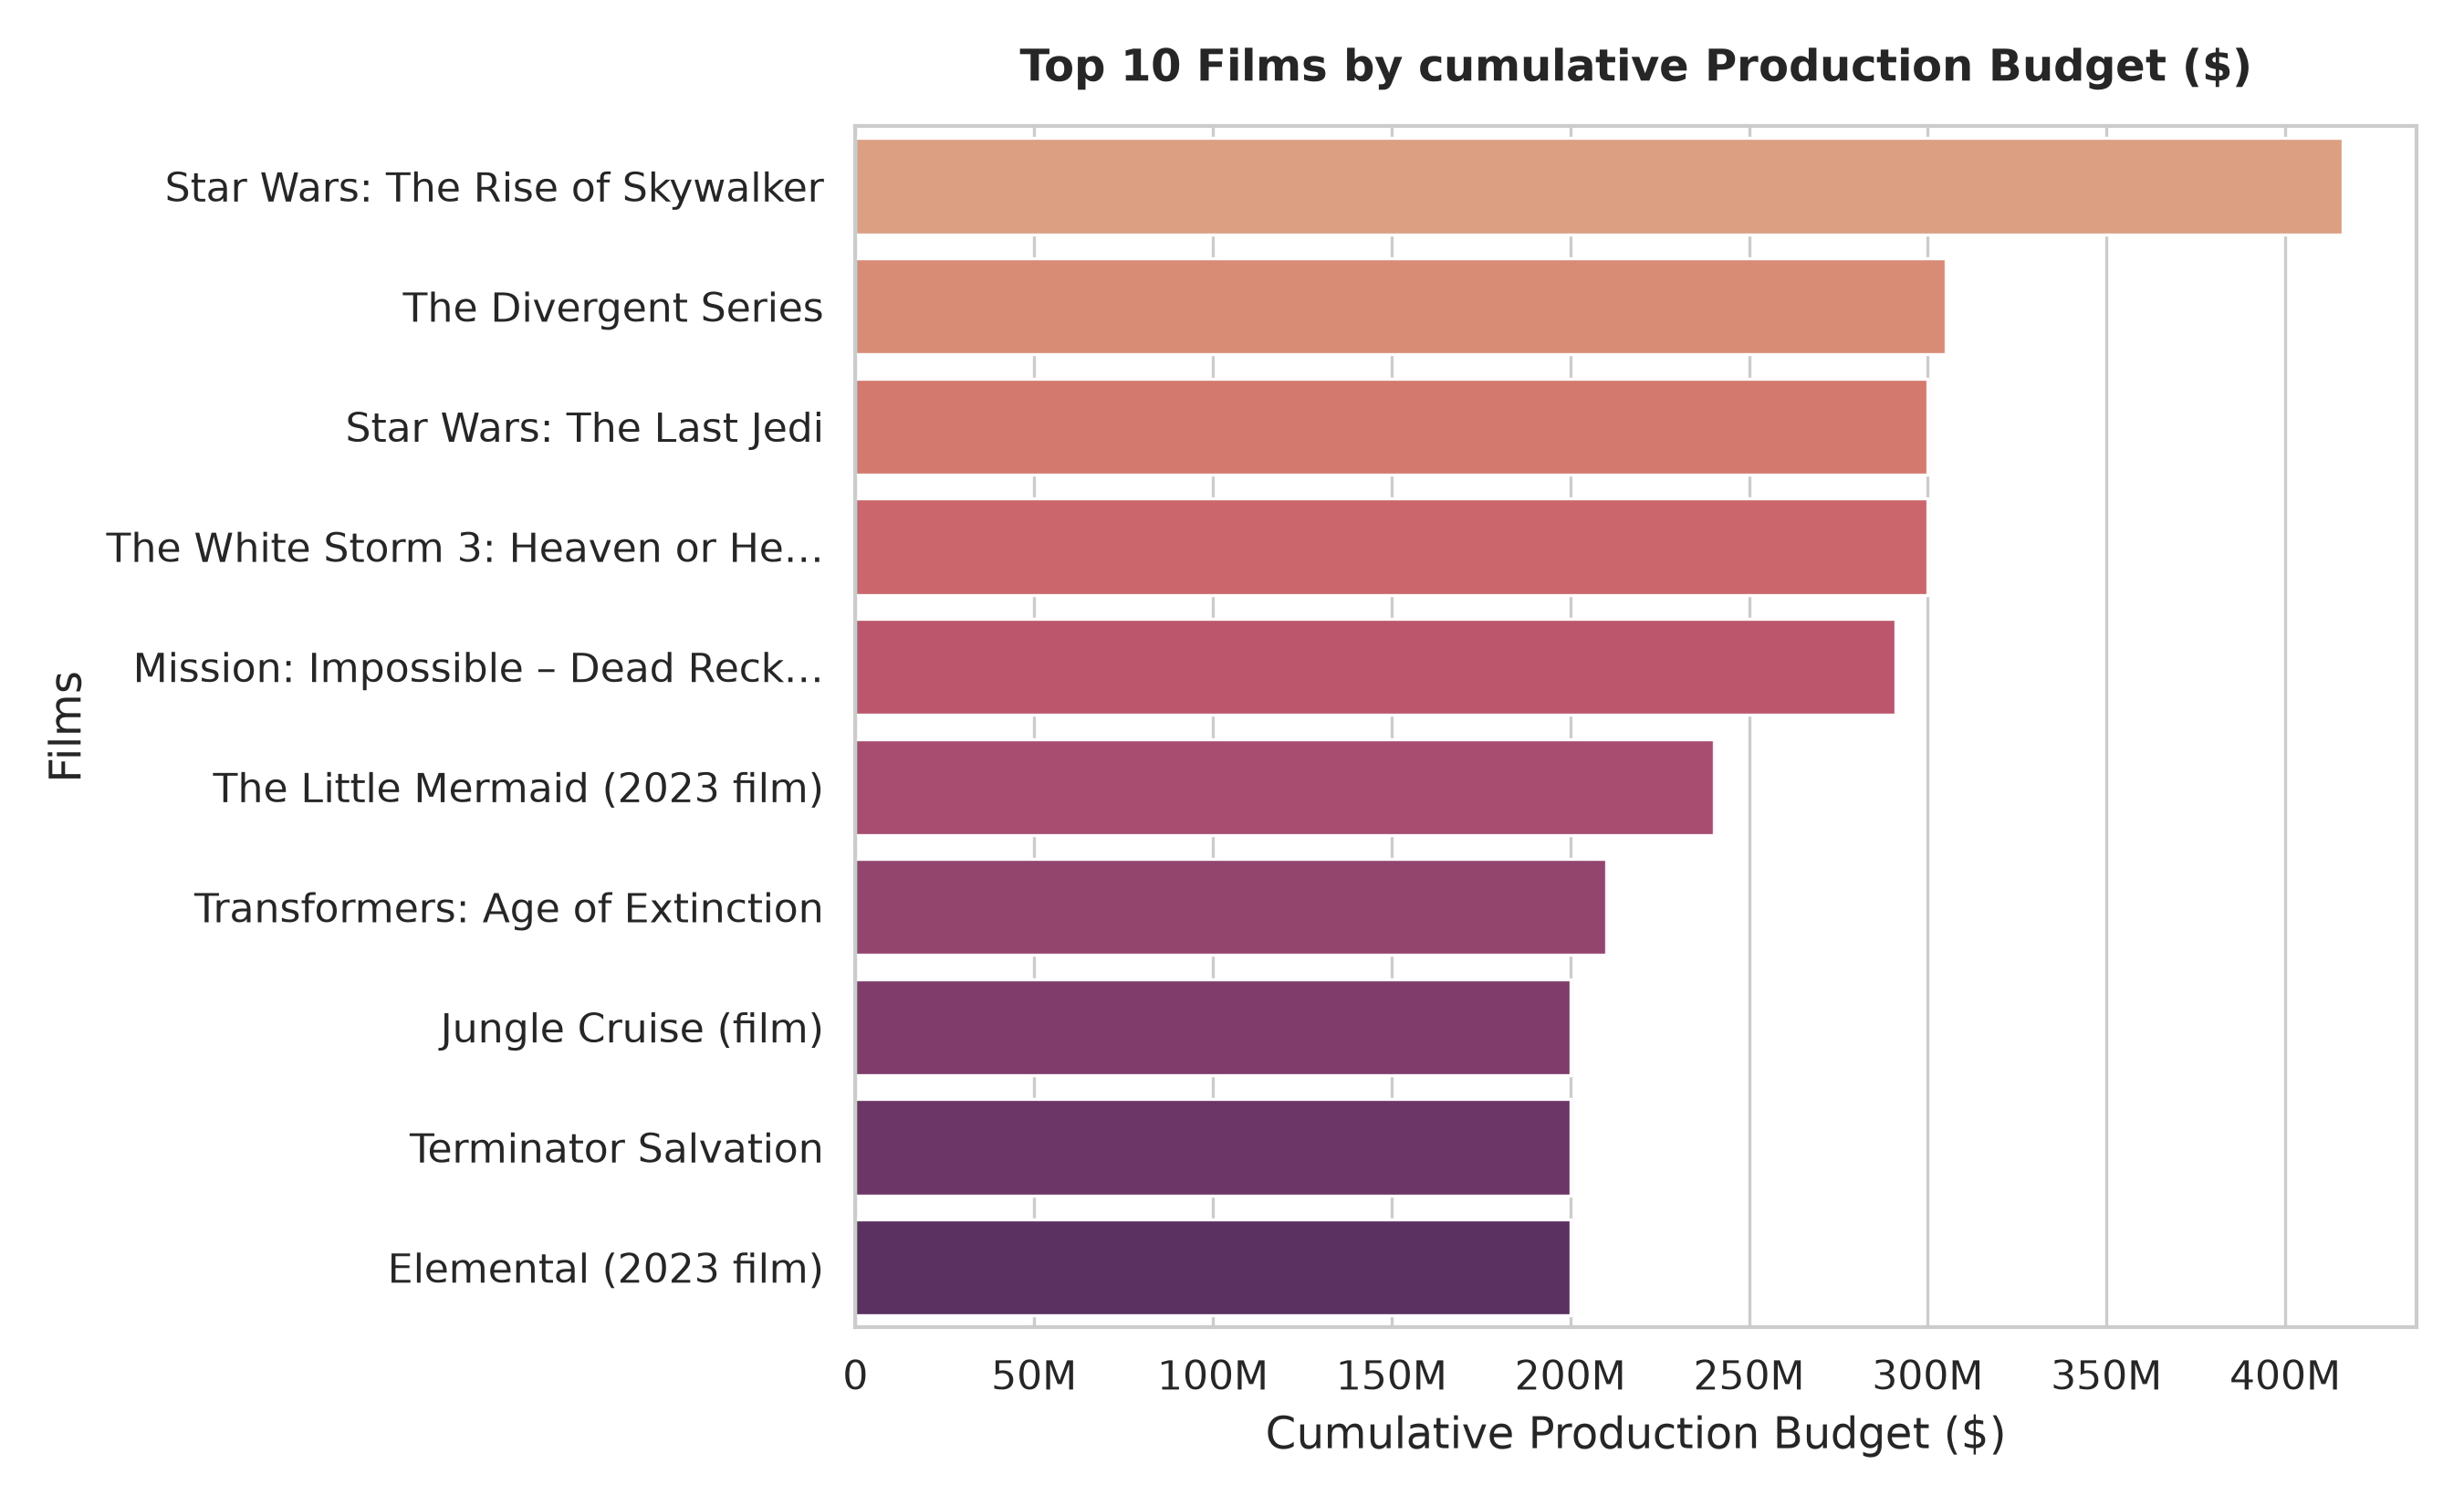 Top 10 Films by cumulative Production Budget ($)
Star Wars: The Rise of Skywalker
The Divergent Series
Star Wars: The Last Jedi
The White Storm 3: Heaven or He...
Mission: Impossible – Dead Reck...
The Little Mermaid (2023 film)
Transfomers: Age of Extinction
Jungle Cruise (film)
Terminator Salvation
Elemental (2023 film)
Films
0 50M 100M 150M 200M 250M 300M 350M 400M
Cumulative Production Budget ($)